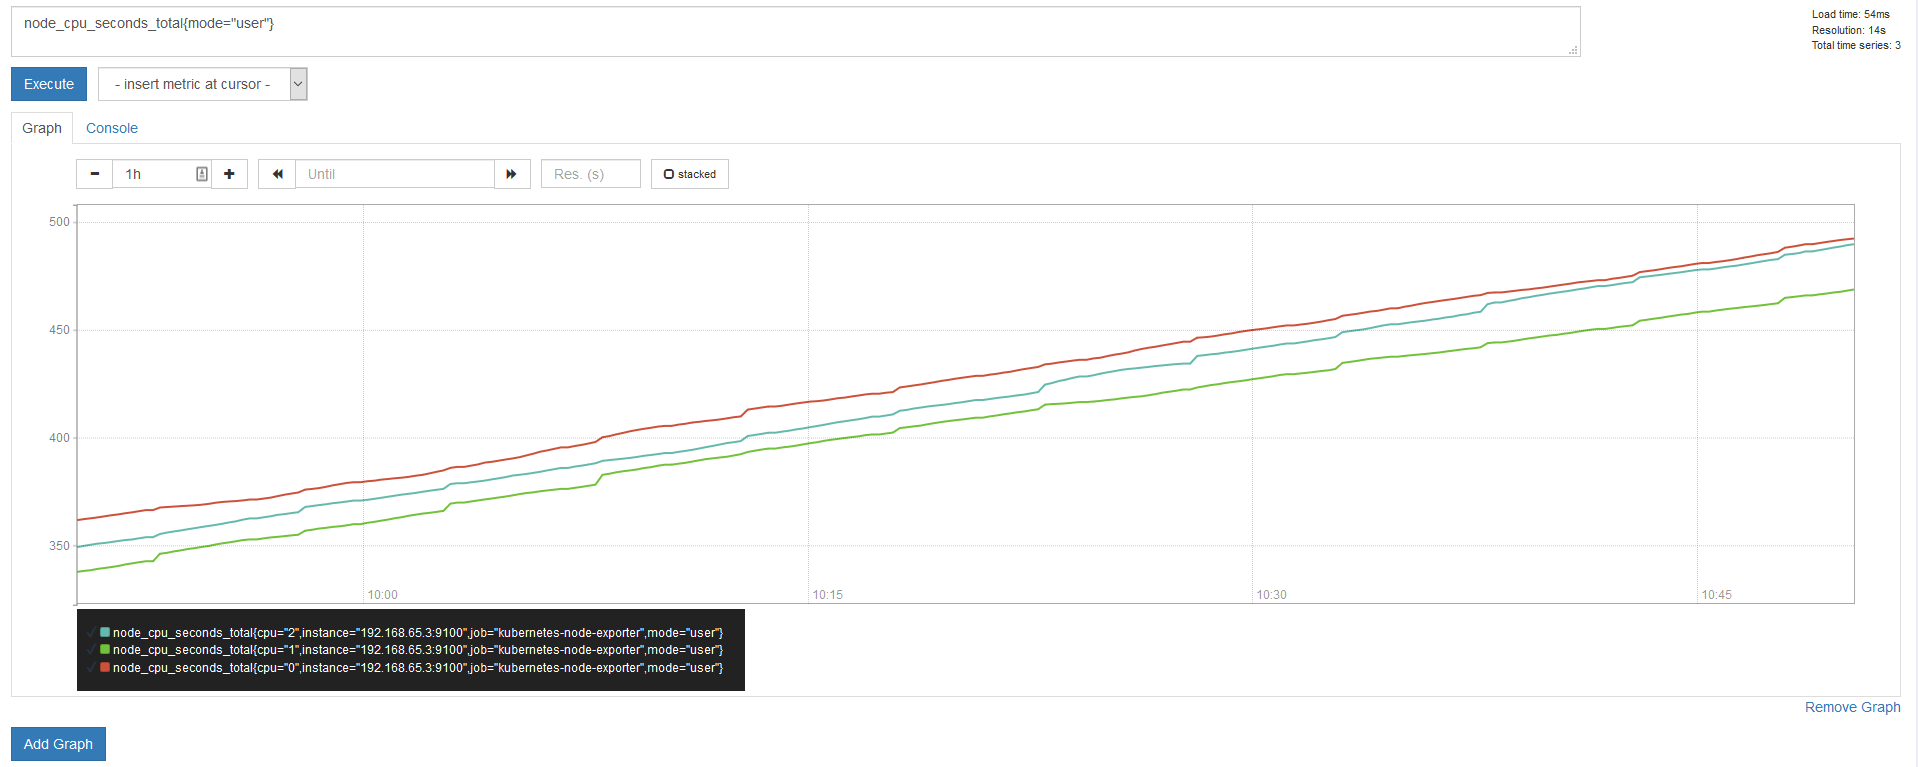 node_cpu_seconds_total{mode="user"}
Load time: 54ms
Resolution: 14s
Total time series: 3
Execute
- insert metric at cursor -
Graph
Console
1h
Until
Res. (s)
stacked
500
450
400
350
10:00
10:15
10:30
10:45
node_cpu_seconds_total{cpu="2",instance="192.168.65.3:9100",job="kubernetes-node-exporter",mode="user"}
node_cpu_seconds_total{cpu="1",instance="192.168.65.3:9100",job="kubernetes-node-exporter",mode="user"}
node_cpu_seconds_total{cpu="0",instance="192.168.65.3:9100",job="kubernetes-node-exporter",mode="user"}
Remove Graph
Add Graph